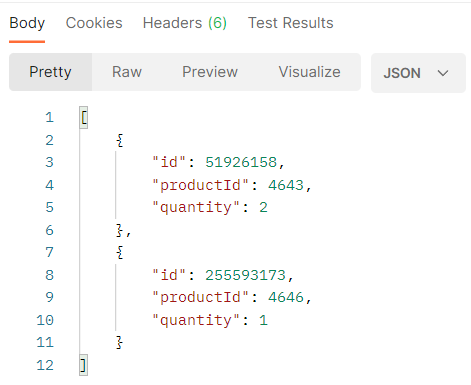 Body Cookies Headers (6) Test Results
Pretty Raw Preview Visualize JSON
1 [
2 {
3 "id": 51926158,
4 "productId": 4643,
5 "quantity": 2
6 },
7 {
8 "id": 255593173,
9 "productId": 4646,
10 "quantity": 1
11 }
12 ]